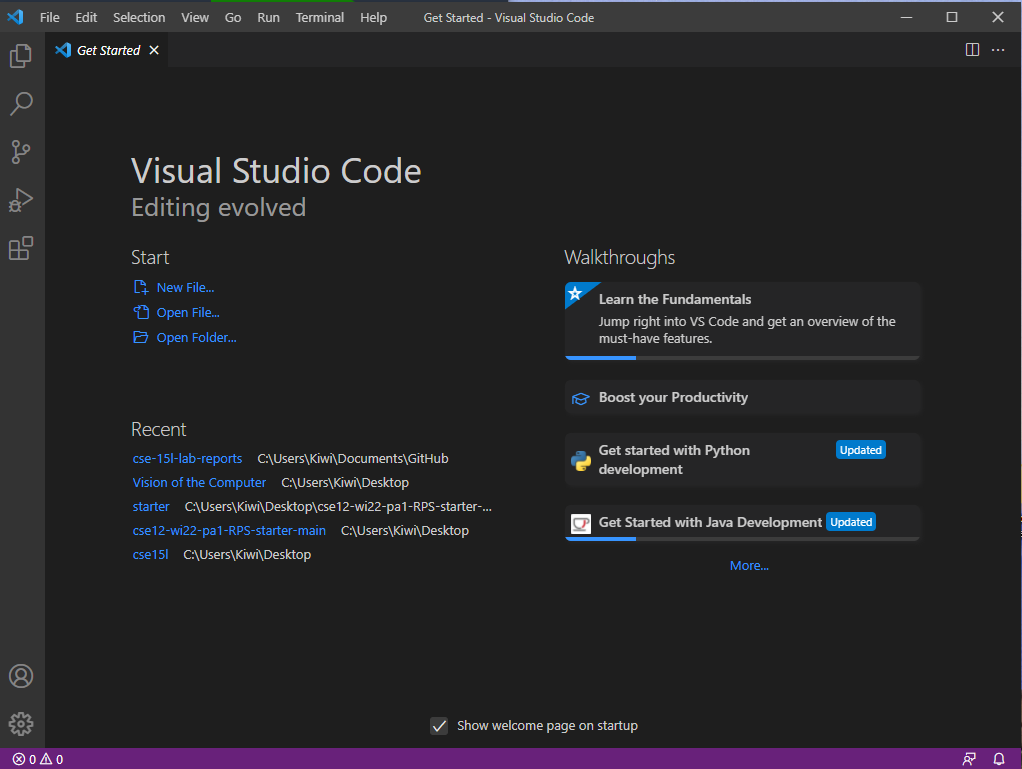 File Edit Selection View Go Run Terminal Help Get Started - Visual Studio Code
Get Started
Visual Studio Code
Editing evolved
Start
New File...
Open File...
Open Folder...
Recent
cse-15l-lab-reports C:\Users\Kiwi\Documents\GitHub
Vision of the Computer C:\Users\Kiwi\Desktop
starter C:\Users\Kiwi\Desktop\cse12-wi22-pa1-RPS-starter-...
cse12-wi22-pa1-RPS-starter-main C:\Users\Kiwi\Desktop
cse15l C:\Users\Kiwi\Desktop
Walkthroughs
Learn the Fundamentals
Jump right into VS Code and get an overview of the
must-have features.
Boost your Productivity
Get started with Python Updated
development
Get Started with Java Development Updated
More...
Show welcome page on startup
0 0